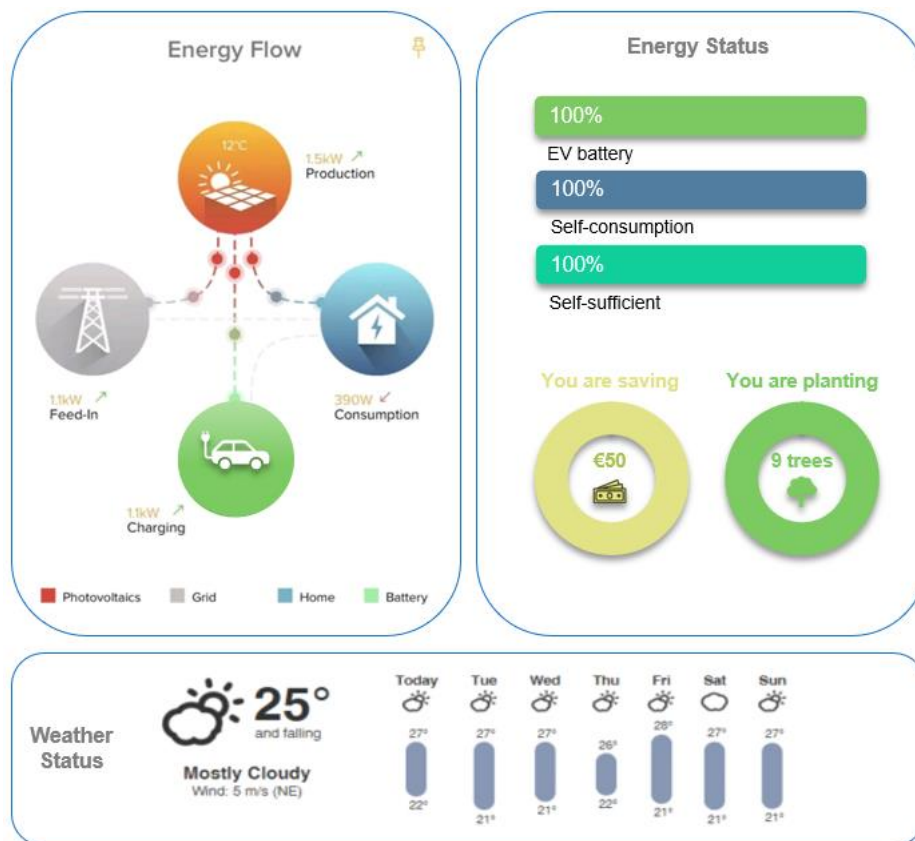 Energy Flow
12°C
1.5kW
Production
1.1kW
Feed-In
390W
Consumption
1.1kW
Charging
Photovoltaics
Grid
Home
Battery
Energy Status
100%
EV battery
100%
Self-consumption
100%
Self-sufficient
You are saving
You are planting
€50
9 trees
Weather
Status
25°
and falling
Mostly Cloudy
Wind: 5 m/s (NE)
Today Tue Wed Thu Fri Sat Sun
27° 27° 27° 26° 28° 27° 27°
22° 21° 21° 22° 21° 21° 21°